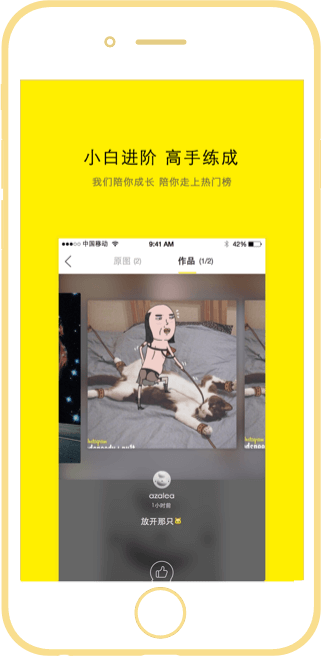 小白进阶 高手练成
我们陪你成长 陪你走上热门榜
中国移动 9:41 AM 42%
原图 (2) 作品 (1/2)
azalea
1小时前
放开那只